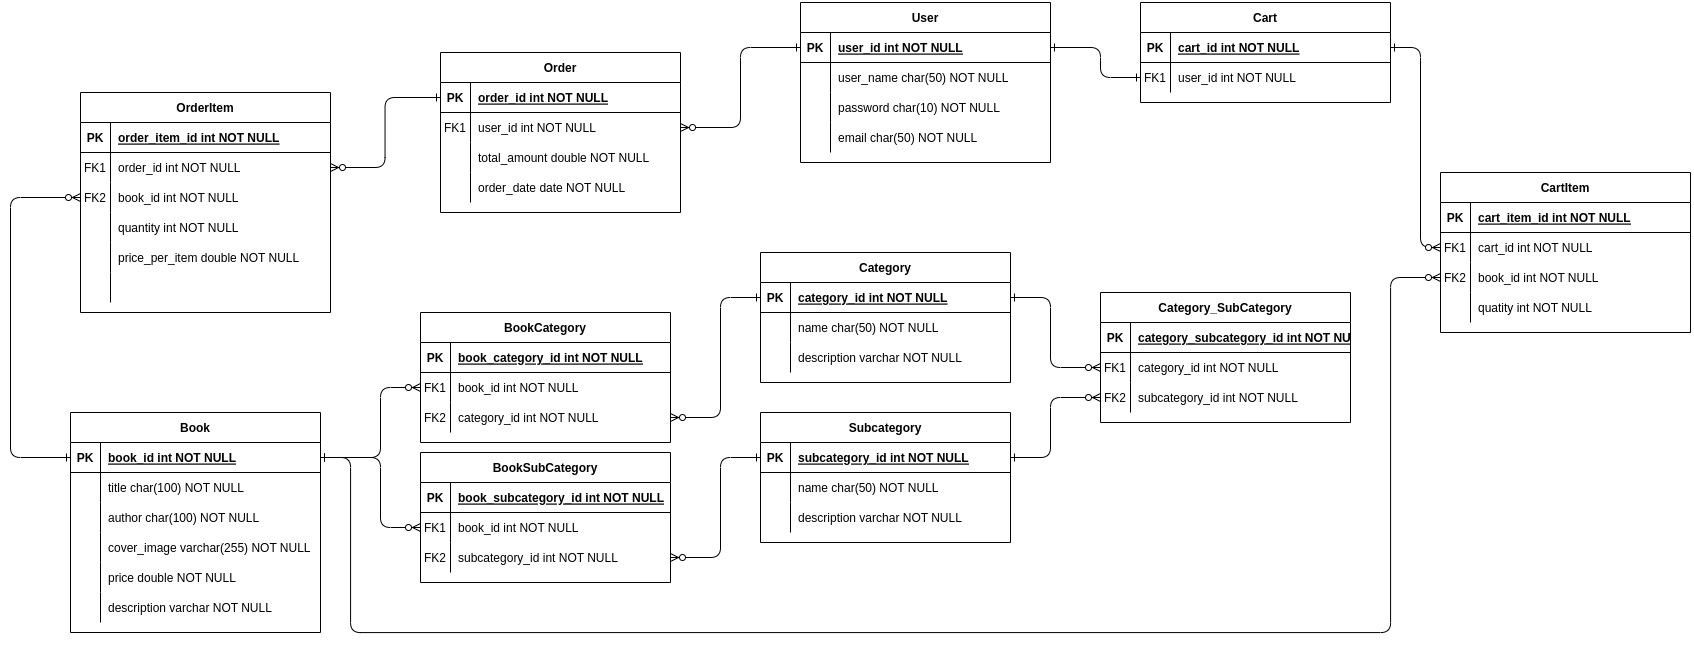 User
PK user_id int NOT NULL
user_name char(50) NOT NULL
password char(10) NOT NULL
email char(50) NOT NULL
Cart
PK cart_id int NOT NULL
FK1 user_id int NOT NULL
Order
PK order_id int NOT NULL
FK1 user_id int NOT NULL
total_amount double NOT NULL
order_date date NOT NULL
OrderItem
PK order_item_id int NOT NULL
FK1 order_id int NOT NULL
FK2 book_id int NOT NULL
quantity int NOT NULL
price_per_item double NOT NULL
CartItem
PK cart_item_id int NOT NULL
FK1 cart_id int NOT NULL
FK2 book_id int NOT NULL
quatity int NOT NULL
Category
PK category_id int NOT NULL
name char(50) NOT NULL
description varchar NOT NULL
Category_SubCategory
PK category_subcategory_id int NOT NU
FK1 category_id int NOT NULL
FK2 subcategory_id int NOT NULL
BookCategory
PK book_category_id int NOT NULL
FK1 book_id int NOT NULL
FK2 category_id int NOT NULL
Book
PK book_id int NOT NULL
title char(100) NOT NULL
author char(100) NOT NULL
cover_image varchar(255) NOT NULL
price double NOT NULL
description varchar NOT NULL
BookSubCategory
PK book_subcategory_id int NOT NULL
FK1 book_id int NOT NULL
FK2 subcategory_id int NOT NULL
Subcategory
PK subcategory_id int NOT NULL
name char(50) NOT NULL
description varchar NOT NULL